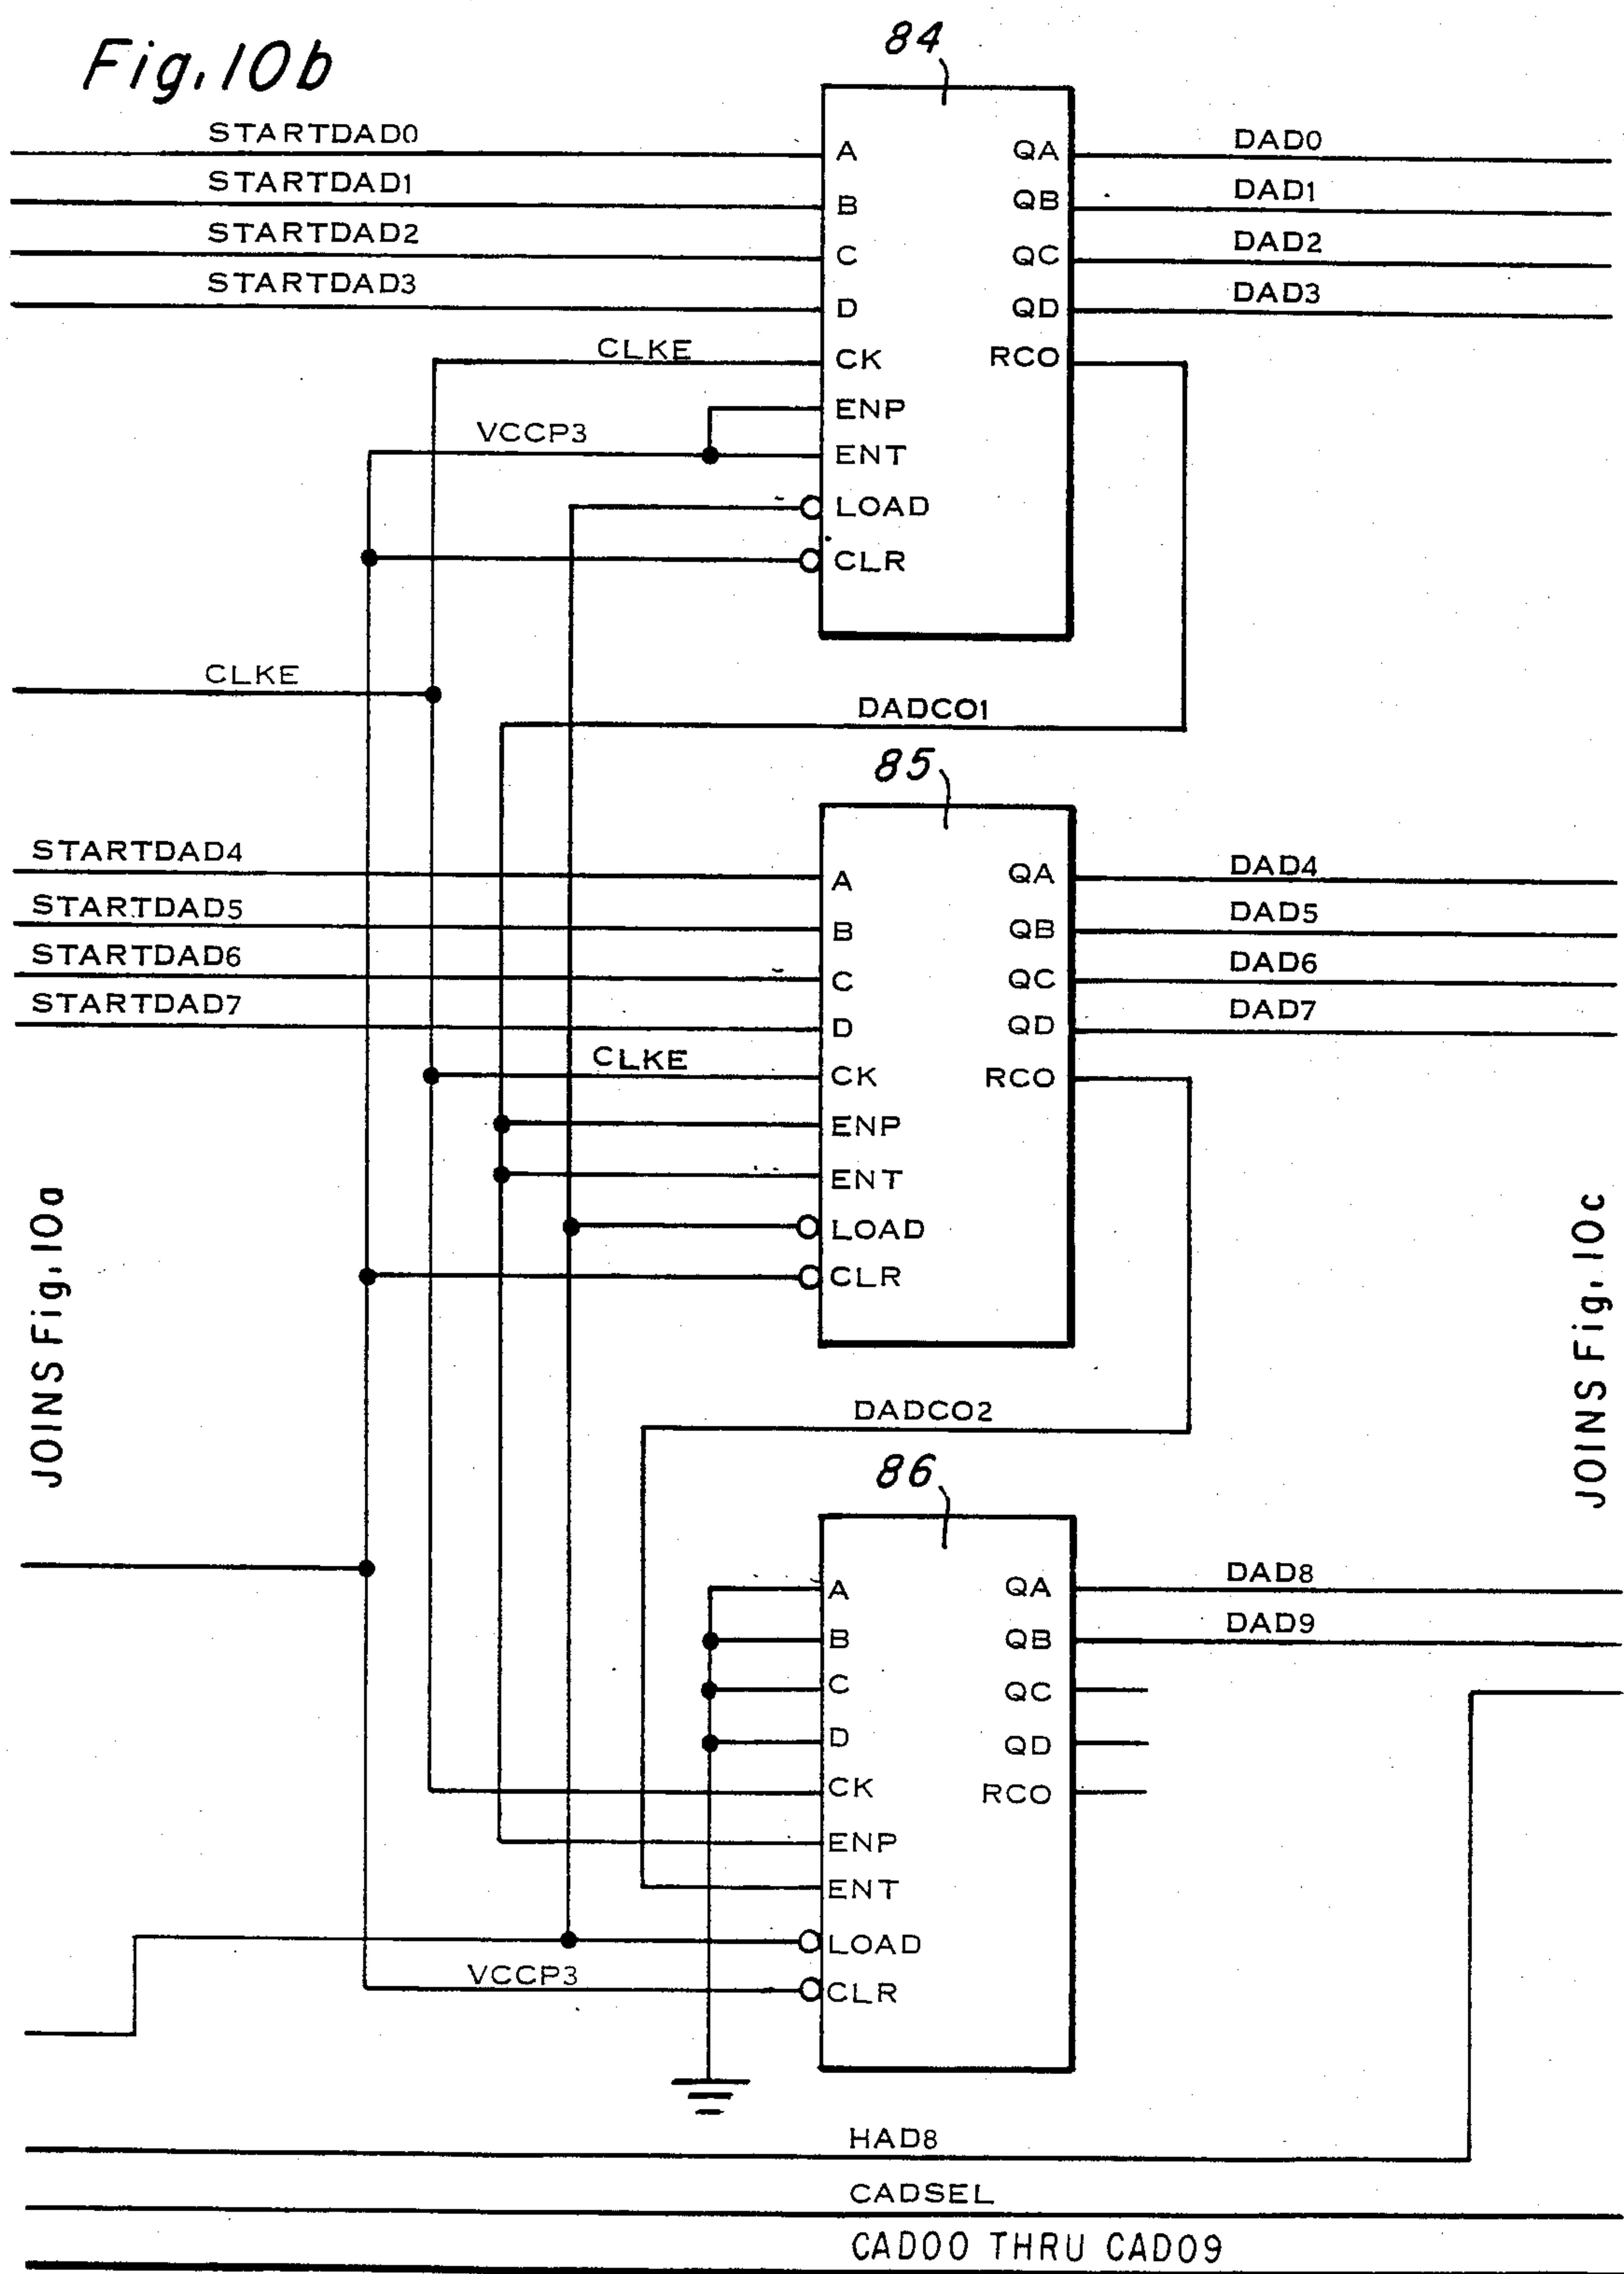 Fig. 10b
84
STARTDAD0
STARTDAD1
STARTDAD2
STARTDAD3
A
B
C
D
CK
ENP
ENT
LOAD
CLR
QA
QB
QC
QD
RCO
DAD0
DAD1
DAD2
DAD3
CLKE
VCCP3
CLKE
DADCO1
85
STARTDAD4
STARTDAD5
STARTDAD6
STARTDAD7
CLKE
A
B
C
D
CK
ENP
ENT
LOAD
CLR
QA
QB
QC
QD
RCO
DAD4
DAD5
DAD6
DAD7
JOINS Fig. 10a
JOINS Fig. 10c
DADCO2
86
A
B
C
D
CK
ENP
ENT
LOAD
CLR
QA
QB
QC
QD
RCO
DAD8
DAD9
VCCP3
HAD8
CADSEL
CAD00 THRU CAD09